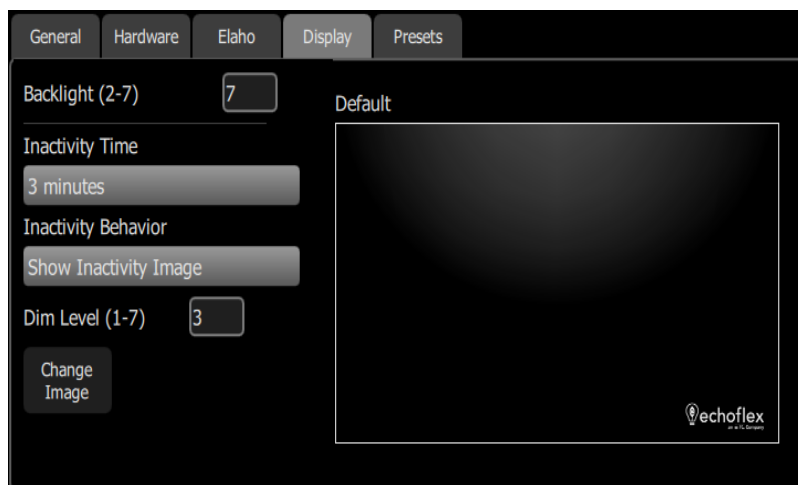 General Hardware Elaho Display Presets
Backlight (2-7) 7
Inactivity Time
3 minutes
Inactivity Behavior
Show Inactivity Image
Dim Level (1-7) 3
Change
Image
Default
echoflex